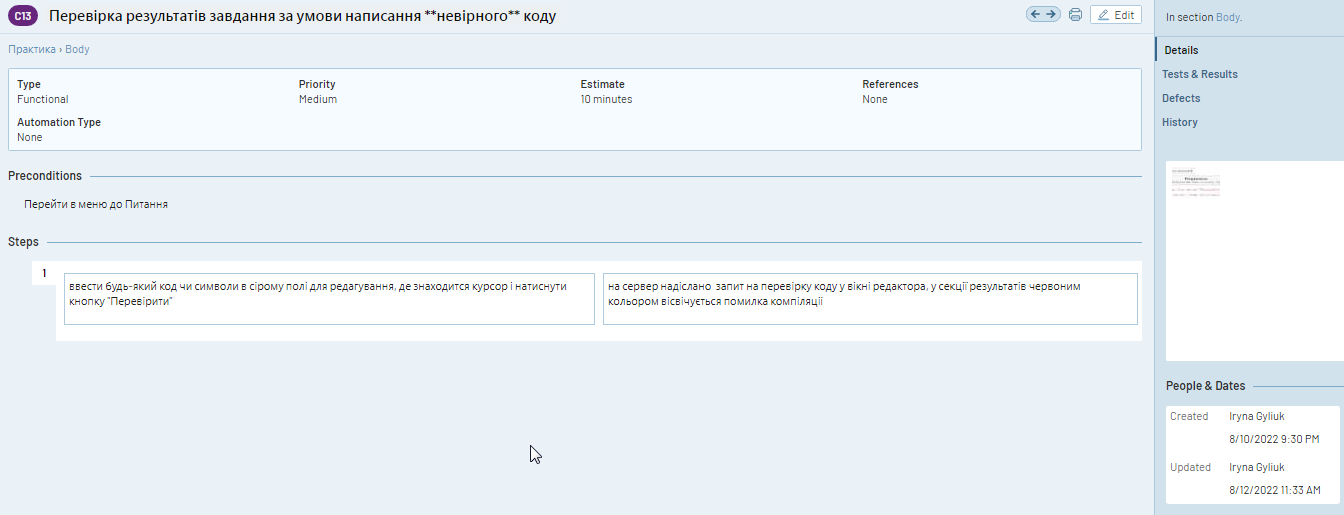 C13 Перевірка результатів завдання за умови написання **невірного** коду
Edit
Практика › Body
Type Priority Estimate References
Functional Medium 10 minutes None
Automation Type
None
Preconditions
Перейти в меню до Питання
Steps
1
ввести будь-який код чи символи в сірому полі для редагування, де знаходится курсор і натиснути
кнопку "Перевірити"
на сервер надіслано запит на перевірку коду у вікні редактора, у секції результатів червоним
кольором вісвічується помилка компіляції
In section Body.
Details
Tests & Results
Defects
History
People & Dates
Created Iryna Gyliuk
8/10/2022 9:30 PM
Updated Iryna Gyliuk
8/12/2022 11:33 AM